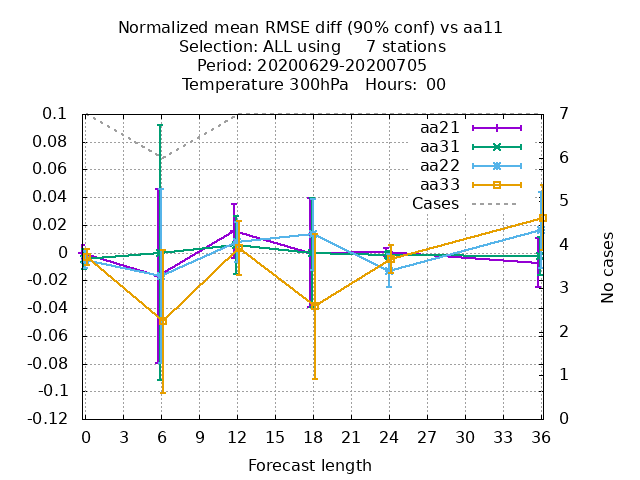 Normalized mean RMSE diff (90% conf) vs aa11
Selection: ALL using     7 stations
Period: 20200629-20200705
Temperature 300hPa   Hours:  00
0.1
0.08
0.06
0.04
0.02
0
-0.02
-0.04
-0.06
-0.08
-0.1
-0.12
aa21
aa31
aa22
aa33
Cases
7
6
5
4
3
2
1
0
No cases
0 3 6 9 12 15 18 21 24 27 30 33 36
Forecast length